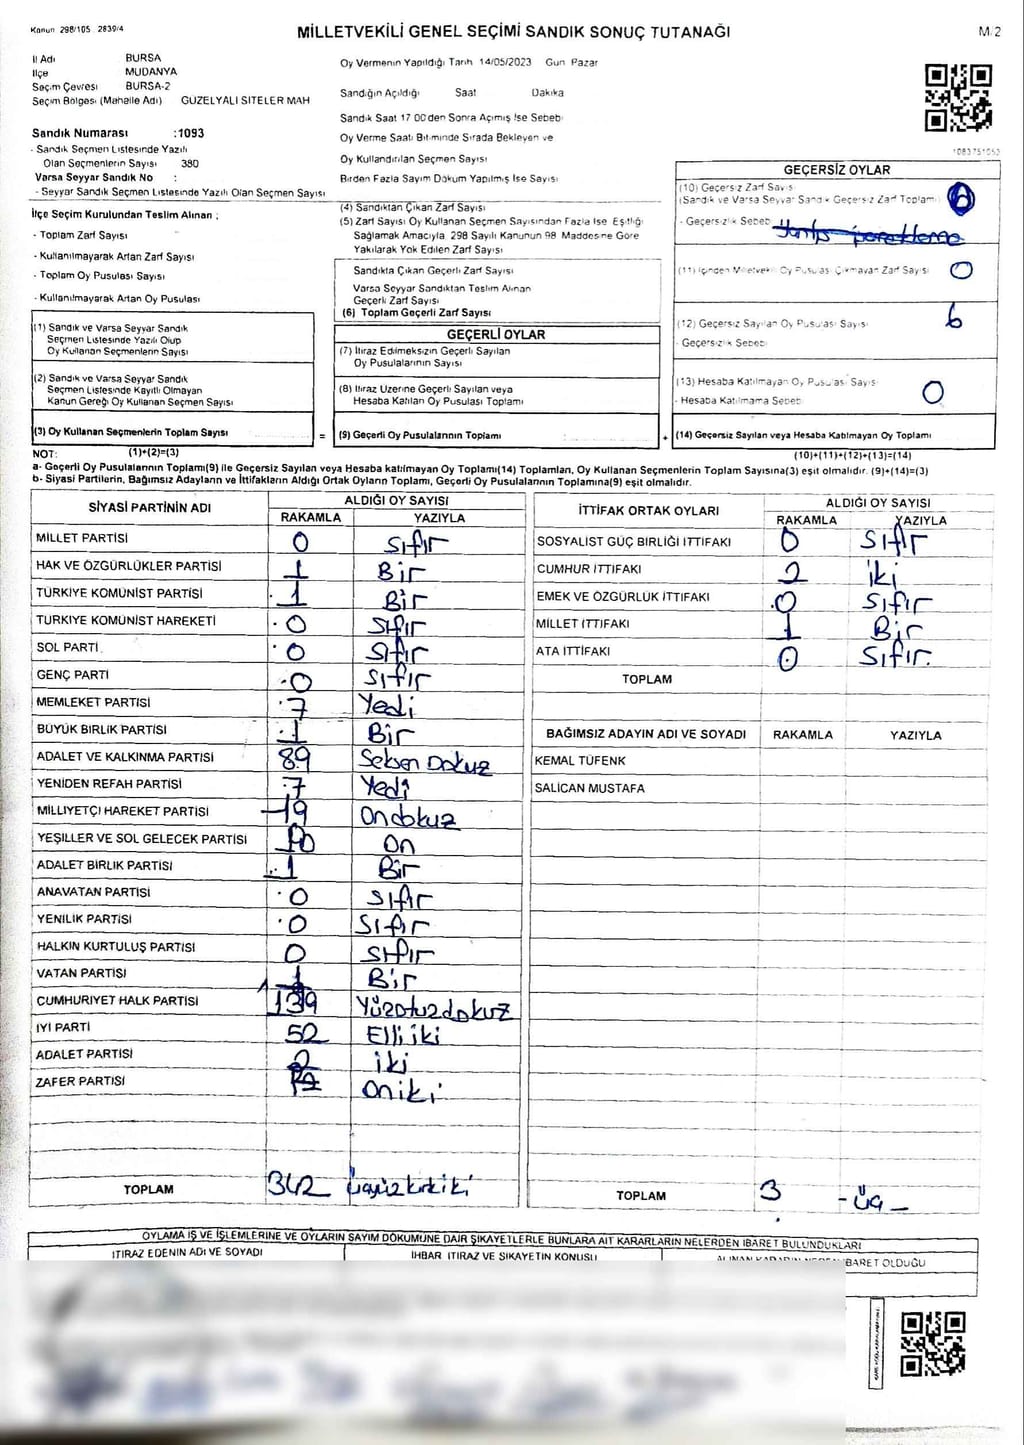 Kanun 298/105 2839/4
MİLLETVEKİLİ GENEL SEÇİMİ SANDIK SONUÇ TUTANAĞI
M/2
İl Adı BURSA
İlçe MUDANYA
Seçim Çevresi BURSA-2
Seçim Bölgesi (Mahalle Adı) GÜZELYALI SİTELER MAH
Sandık Numarası :1093
- Sandık Seçmen Listesinde Yazılı
Olan Seçmenlerin Sayısı 380
Varsa Seyyar Sandık No :
- Seyyar Sandık Seçmen Listesinde Yazılı Olan Seçmen Sayısı
Oy Vermenin Yapıldığı Tarih 14/05/2023 Gün Pazar
Sandığın Açıldığı Saat Dakika
Sandık Saat 17 00'den Sonra Açılmış İse Sebebi
Oy Verme Saati Bitiminde Sırada Bekleyen ve
Oy Kullandırılan Seçmen Sayısı
Birden Fazla Sayım Döküm Yapılmış İse Sayısı
İlçe Seçim Kurulundan Teslim Alınan ;
- Toplam Zarf Sayısı
- Kullanılmayarak Artan Zarf Sayısı
- Toplam Oy Pusulası Sayısı
- Kullanılmayarak Artan Oy Pusulası
(1) Sandık ve Varsa Seyyar Sandık
Seçmen Listesinde Yazılı Olup
Oy Kullanan Seçmenlerin Sayısı
(2) Sandık ve Varsa Seyyar Sandık
Seçmen Listesinde Kayıtlı Olmayan
Kanun Gereği Oy Kullanan Seçmen Sayısı
(3) Oy Kullanan Seçmenlerin Toplam Sayısı
(1)+(2)=(3)
(4) Sandıktan Çıkan Zarf Sayısı
(5) Zarf Sayısı Oy Kullanan Seçmen Sayısından Fazla İse Eşitliği
Sağlamak Amacıyla 298 Sayılı Kanunun 98 Maddesine Göre
Yakılarak Yok Edilen Zarf Sayısı
Sandıkta Çıkan Geçerli Zarf Sayısı
Varsa Seyyar Sandıktan Teslim Alınan
Geçerli Zarf Sayısı
(6) Toplam Geçerli Zarf Sayısı
GEÇERLİ OYLAR
(7) İtiraz Edilmeksizin Geçerli Sayılan
Oy Pusulalarının Sayısı
(8) İtiraz Üzerine Geçerli Sayılan veya
Hesaba Katılan Oy Pusulası Toplamı
= (9) Geçerli Oy Pusulalarının Toplamı
1083751053
GEÇERSİZ OYLAR
(10) Geçersiz Zarf Sayısı
(Sandık ve Varsa Seyyar Sandık Geçersiz Zarf Toplamı)
- Geçersizlik Sebebi
(11) İçinden Milletvekili Oy Pusulası Çıkmayan Zarf Sayısı 0
(12) Geçersiz Sayılan Oy Pusulası Sayısı 6
- Geçersizlik Sebebi
(13) Hesaba Katılmayan Oy Pusulası Sayısı 0
- Hesaba Katılmama Sebebi
+ (14) Geçersiz Sayılan veya Hesaba Katılmayan Oy Toplamı
(10)+(11)+(12)+(13)=(14)
NOT:
a- Geçerli Oy Pusulalarının Toplamı(9) ile Geçersiz Sayılan veya Hesaba katılmayan Oy Toplamı(14) Toplamları, Oy Kullanan Seçmenlerin Toplam Sayısına(3) eşit olmalıdır. (9)+(14)=(3)
b- Siyasi Partilerin, Bağımsız Adayların ve İttifakların Aldığı Ortak Oyların Toplamı, Geçerli Oy Pusulalarının Toplamına(9) eşit olmalıdır.
SİYASİ PARTİNİN ADI ALDIĞI OY SAYISI
RAKAMLA YAZIYLA
MİLLET PARTİSİ 0 Sıfır
HAK VE ÖZGÜRLÜKLER PARTİSİ 1 Bir
TÜRKİYE KOMÜNİST PARTİSİ 1 Bir
TÜRKİYE KOMÜNİST HAREKETİ 0 Sıfır
SOL PARTİ 0 Sıfır
GENÇ PARTİ 0 Sıfır
MEMLEKET PARTİSİ 7 Yedi
BÜYÜK BİRLİK PARTİSİ 1 Bir
ADALET VE KALKINMA PARTİSİ 89 Seksen Dokuz
YENİDEN REFAH PARTİSİ 7 Yedi
MİLLİYETÇİ HAREKET PARTİSİ 19 Ondokuz
YEŞİLLER VE SOL GELECEK PARTİSİ 10 On
ADALET BİRLİK PARTİSİ 1 Bir
ANAVATAN PARTİSİ 0 Sıfır
YENİLİK PARTİSİ 0 Sıfır
HALKIN KURTULUŞ PARTİSİ 0 Sıfır
VATAN PARTİSİ 1 Bir
CUMHURİYET HALK PARTİSİ 139 Yüzotuzdokuz
İYİ PARTİ 52 Elliiki
ADALET PARTİSİ 2 iki
ZAFER PARTİSİ 12 Oniki
TOPLAM 342 üçyüzkırkiki
İTTİFAK ORTAK OYLARI ALDIĞI OY SAYISI
RAKAMLA YAZIYLA
SOSYALİST GÜÇ BİRLİĞİ İTTİFAKI 0 Sıfır
CUMHUR İTTİFAKI 2 iki
EMEK VE ÖZGÜRLÜK İTTİFAKI 0 Sıfır
MİLLET İTTİFAKI 1 Bir
ATA İTTİFAKI 0 Sıfır.
TOPLAM
BAĞIMSIZ ADAYIN ADI VE SOYADI RAKAMLA YAZIYLA
KEMAL TÜFENK
SALİCAN MUSTAFA
TOPLAM 3 - üç -
OYLAMA İŞ VE İŞLEMLERİNE VE OYLARIN SAYIM DÖKÜMÜNE DAİR ŞİKAYETLERLE BUNLARA AİT KARARLARIN NELERDEN İBARET BULUNDUKLARI
İTİRAZ EDENİN ADI VE SOYADI İHBAR İTİRAZ VE ŞİKAYETİN KONUSU İBARET OLDUĞU